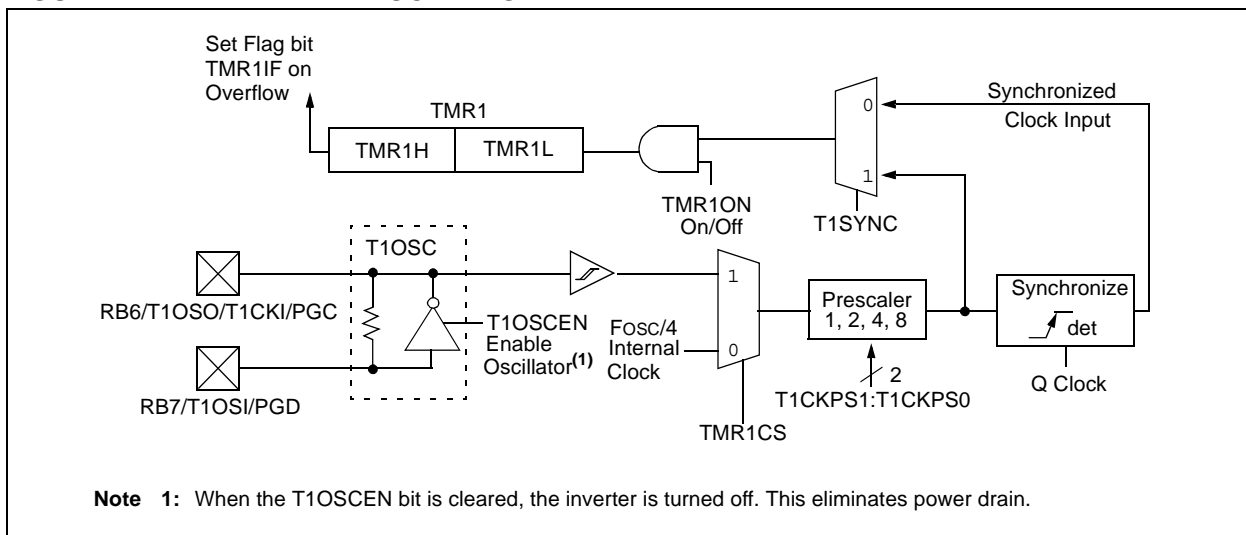 Set Flag bit
TMR1IF on
Overflow
TMR1
TMR1H
TMR1L
0
1
Synchronized
Clock Input
TMR1ON
On/Off
T1SYNC
T1OSC
RB6/T1OSO/T1CKI/PGC
RB7/T1OSI/PGD
T1OSCEN
Enable
Oscillator(1)
FOSC/4
Internal
Clock
1
0
TMR1CS
Prescaler
1, 2, 4, 8
2
T1CKPS1:T1CKPS0
Synchronize
det
Q Clock
Note 1: When the T1OSCEN bit is cleared, the inverter is turned off. This eliminates power drain.